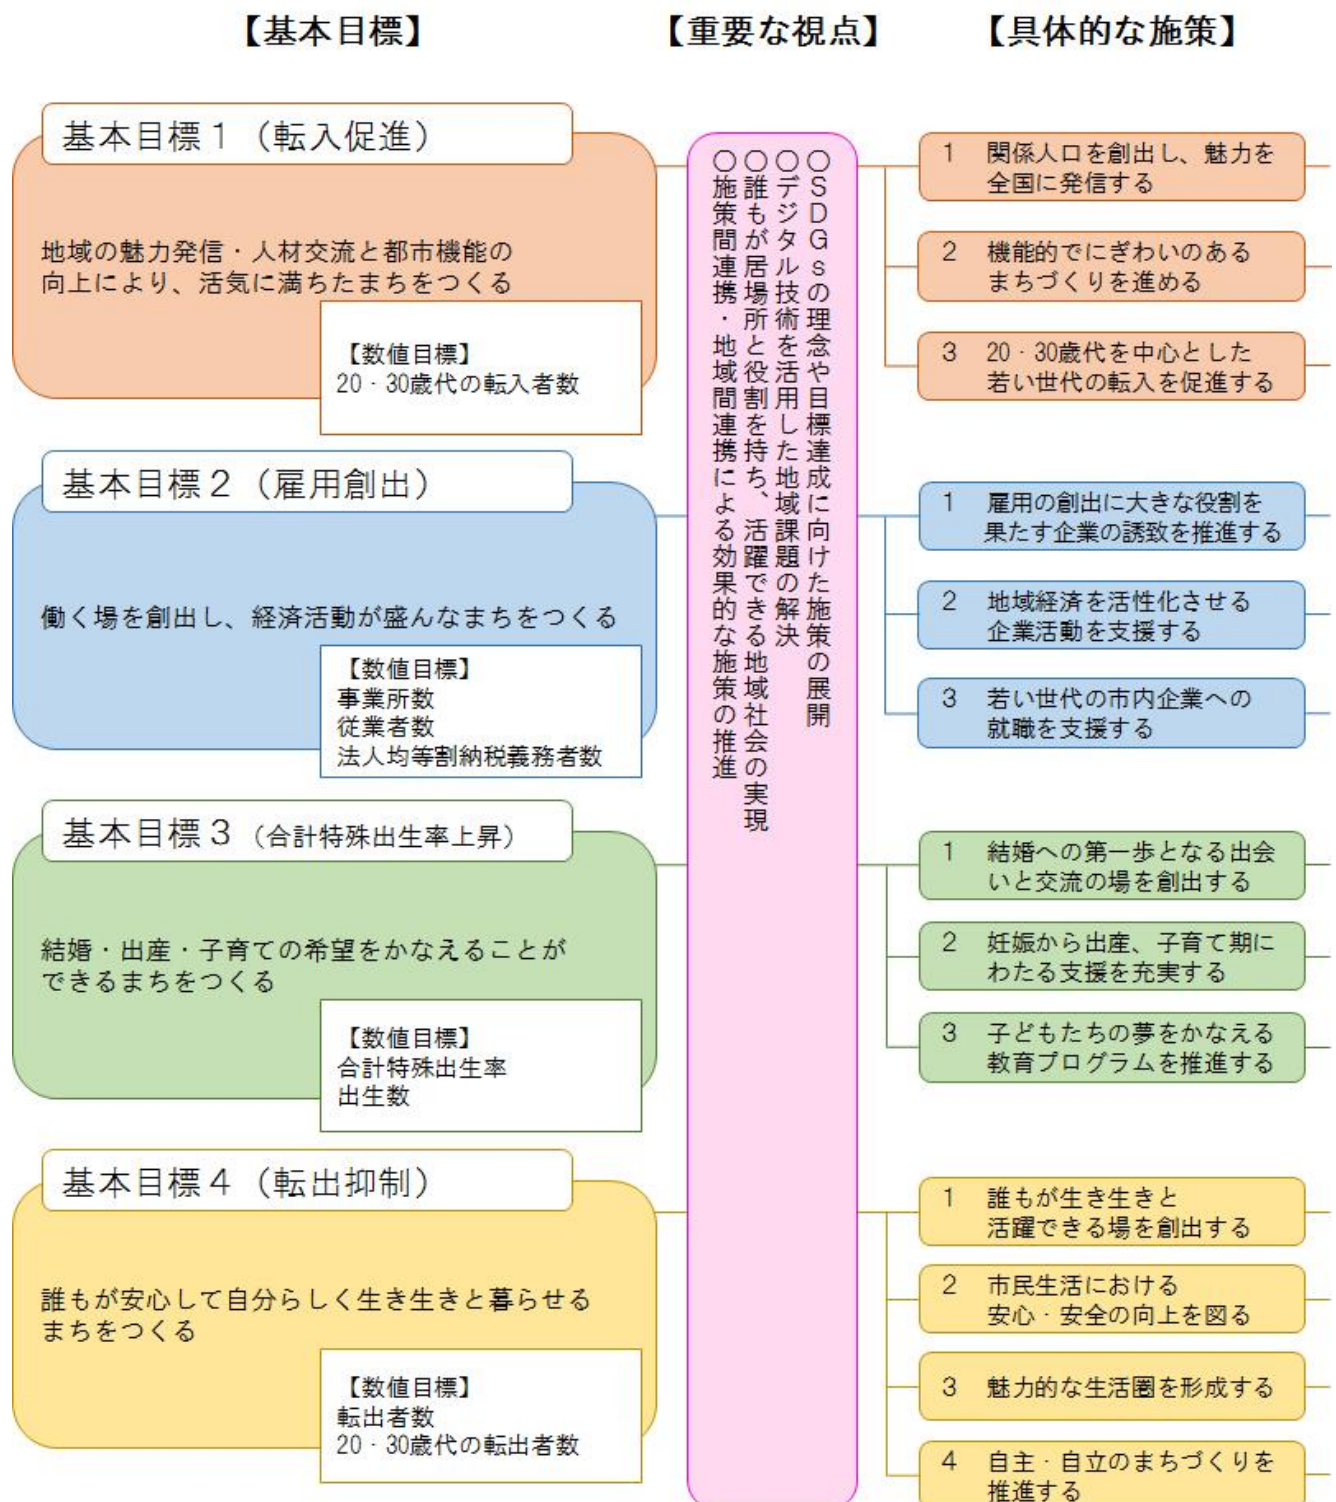 【基本目標】
【重要な視点】
【具体的な施策】
基本目標１（転入促進）
地域の魅力発信・人材交流と都市機能の
向上により、活気に満ちたまちをつくる
【数値目標】
20・30歳代の転入者数
基本目標２（雇用創出）
働く場を創出し、経済活動が盛んなまちをつくる
【数値目標】
事業所数
従業者数
法人均等割納税義務者数
基本目標３（合計特殊出生率上昇）
結婚・出産・子育ての希望をかなえることが
できるまちをつくる
【数値目標】
合計特殊出生率
出生数
基本目標４（転出抑制）
誰もが安心して自分らしく生き生きと暮らせる
まちをつくる
【数値目標】
転出者数
20・30歳代の転出者数
○ＳＤＧｓの理念や目標達成に向けた施策の展開
○デジタル技術を活用した地域課題の解決
○誰もが居場所と役割を持ち、活躍できる地域社会の実現
○施策間連携・地域間連携による効果的な施策の推進
1 関係人口を創出し、魅力を
全国に発信する
2 機能的でにぎわいのある
まちづくりを進める
3 20・30歳代を中心とした
若い世代の転入を促進する
1 雇用の創出に大きな役割を
果たす企業の誘致を推進する
2 地域経済を活性化させる
企業活動を支援する
3 若い世代の市内企業への
就職を支援する
1 結婚への第一歩となる出会
いと交流の場を創出する
2 妊娠から出産、子育て期に
わたる支援を充実する
3 子どもたちの夢をかなえる
教育プログラムを推進する
1 誰もが生き生きと
活躍できる場を創出する
2 市民生活における
安心・安全の向上を図る
3 魅力的な生活圏を形成する
4 自主・自立のまちづくりを
推進する